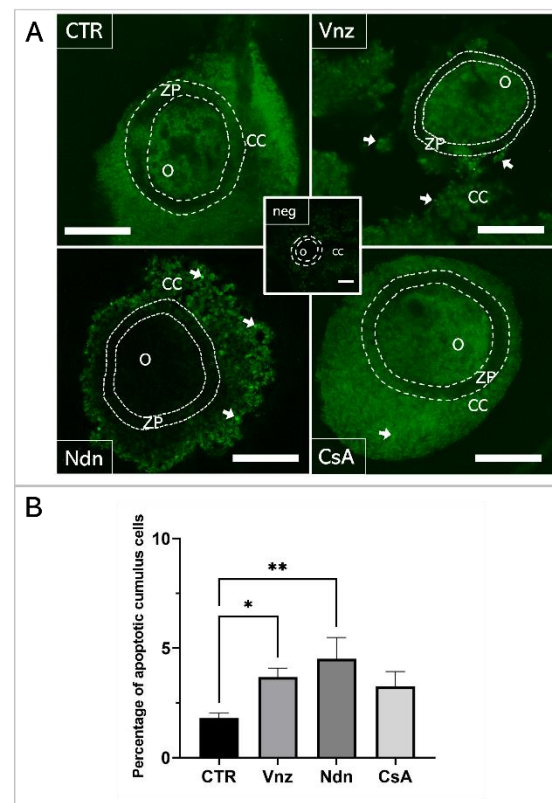 A
CTR
ZP
CC
O
Vnz
O
ZP
CC
neg
O
CC
CC
O
ZP
Ndn
O
ZP
CC
CsA
B
Percentage of apoptotic cumulus cells
10
5
0
**
*
CTR Vnz Ndn CsA